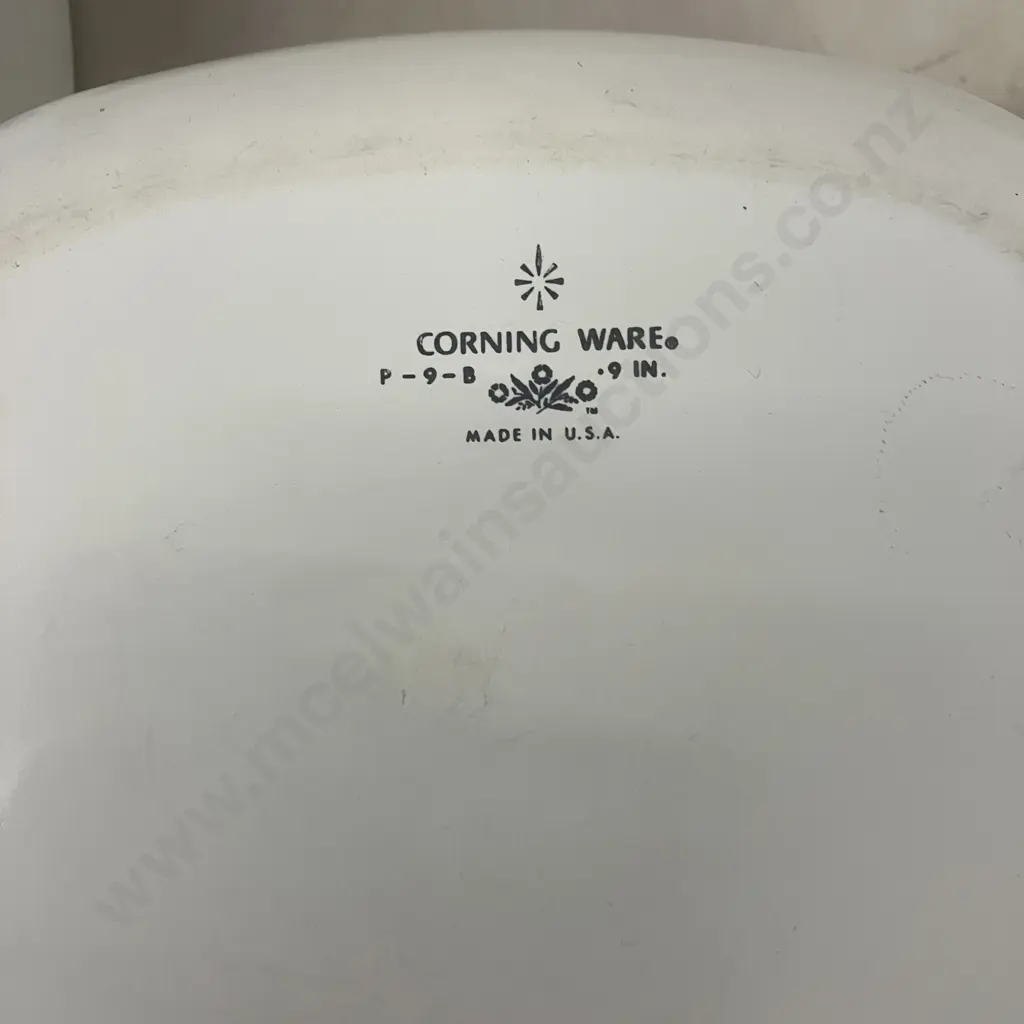 CORNING WARE®
P-9-B ·9 IN.
TM
MADE IN U.S.A.
www.mcelwainsauctions.co.nz